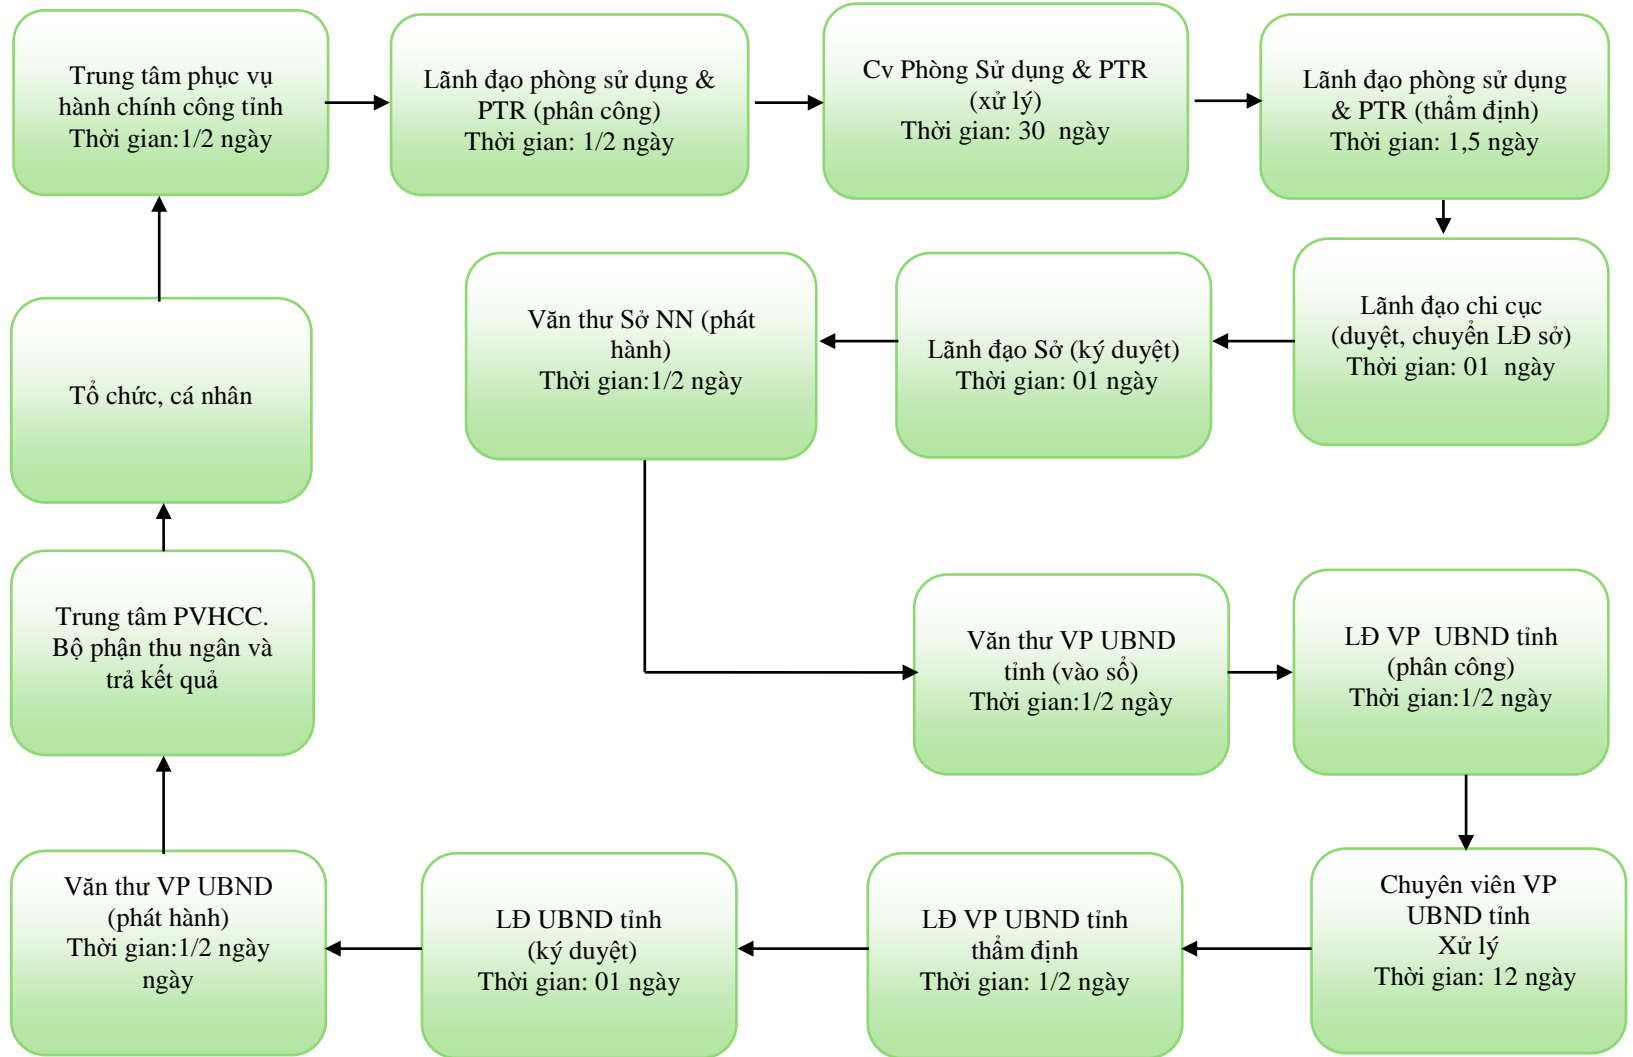 Trung tâm phục vụ
hành chính công tỉnh
Thời gian:1/2 ngày
Lãnh đạo phòng sử dụng &
PTR (phân công)
Thời gian: 1/2 ngày
Cv Phòng Sử dụng & PTR
(xử lý)
Thời gian: 30 ngày
Lãnh đạo phòng sử dụng
& PTR (thẩm định)
Thời gian: 1,5 ngày
Lãnh đạo chi cục
(duyệt, chuyển LĐ sở)
Thời gian: 01 ngày
Lãnh đạo Sở (ký duyệt)
Thời gian: 01 ngày
Văn thư Sở NN (phát
hành)
Thời gian:1/2 ngày
Tổ chức, cá nhân
Trung tâm PVHCC.
Bộ phận thu ngân và
trả kết quả
Văn thư VP UBND
tỉnh (vào sổ)
Thời gian:1/2 ngày
LĐ VP UBND tỉnh
(phân công)
Thời gian:1/2 ngày
Chuyên viên VP
UBND tỉnh
Xử lý
Thời gian: 12 ngày
LĐ VP UBND tỉnh
thẩm định
Thời gian: 1/2 ngày
LĐ UBND tỉnh
(ký duyệt)
Thời gian: 01 ngày
Văn thư VP UBND
(phát hành)
Thời gian:1/2 ngày
ngày